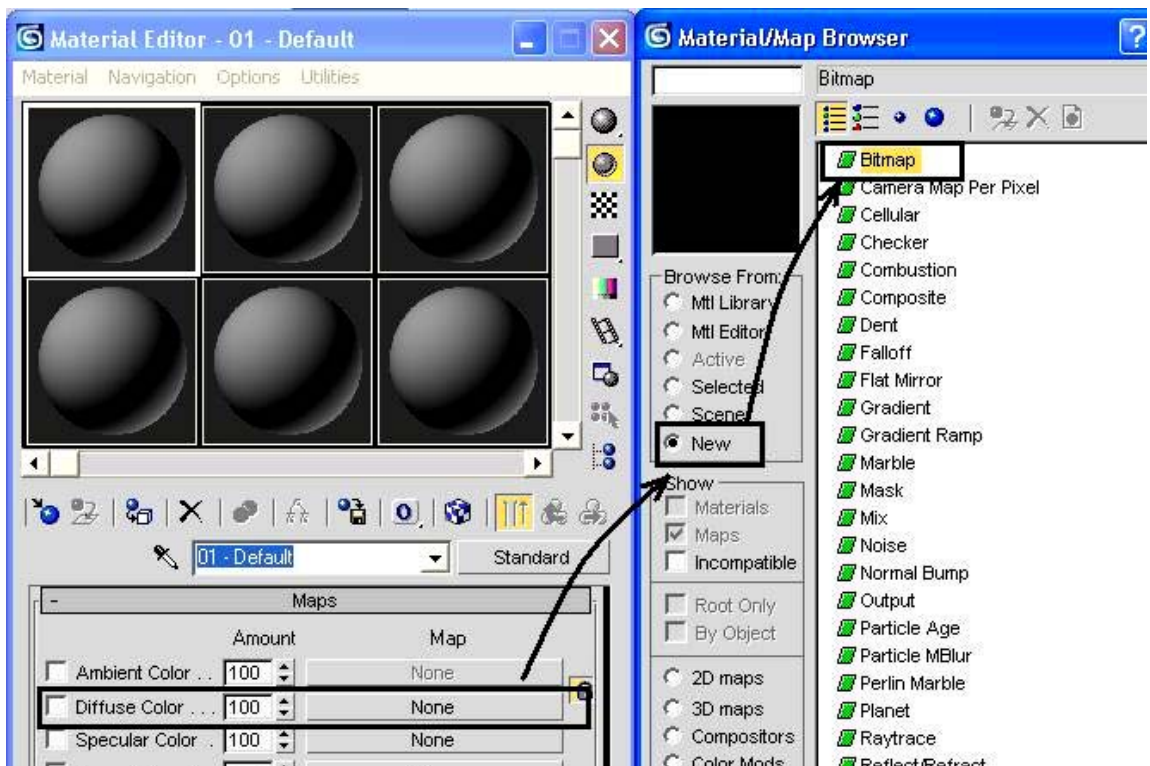 Material Editor - 01 - Default
Material Navigation Options Utilities
01 - Default
Standard
- Maps
Amount Map
Ambient Color . . 100 None
Diffuse Color . . . 100 None
Specular Color . 100 None
Material/Map Browser ?
Bitmap
Browse From:
Mtl Library
Mtl Editor
Active
Selected
Scene
New
Show
Materials
Maps
Incompatible
Root Only
By Object
2D maps
3D maps
Compositors
Color Mods
Bitmap
Camera Map Per Pixel
Cellular
Checker
Combustion
Composite
Dent
Falloff
Flat Mirror
Gradient
Gradient Ramp
Marble
Mask
Mix
Noise
Normal Bump
Output
Particle Age
Particle MBlur
Perlin Marble
Planet
Raytrace
Reflect/Refract